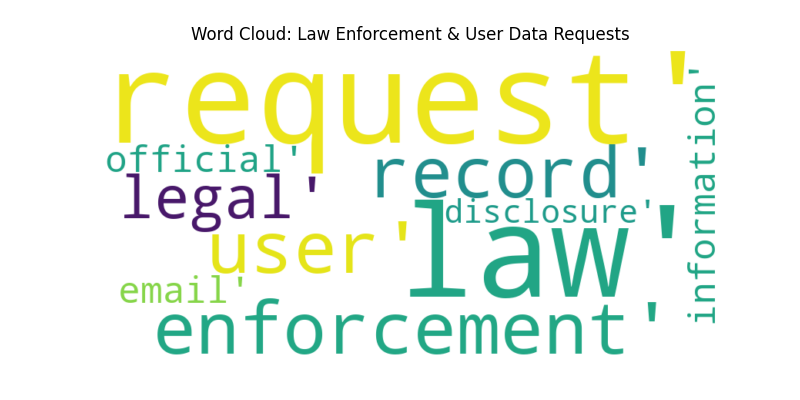 Word Cloud: Law Enforcement & User Data Requests
request'
official'
record'
legal'
disclosure'
user'
law'
email'
enforcement'
information'